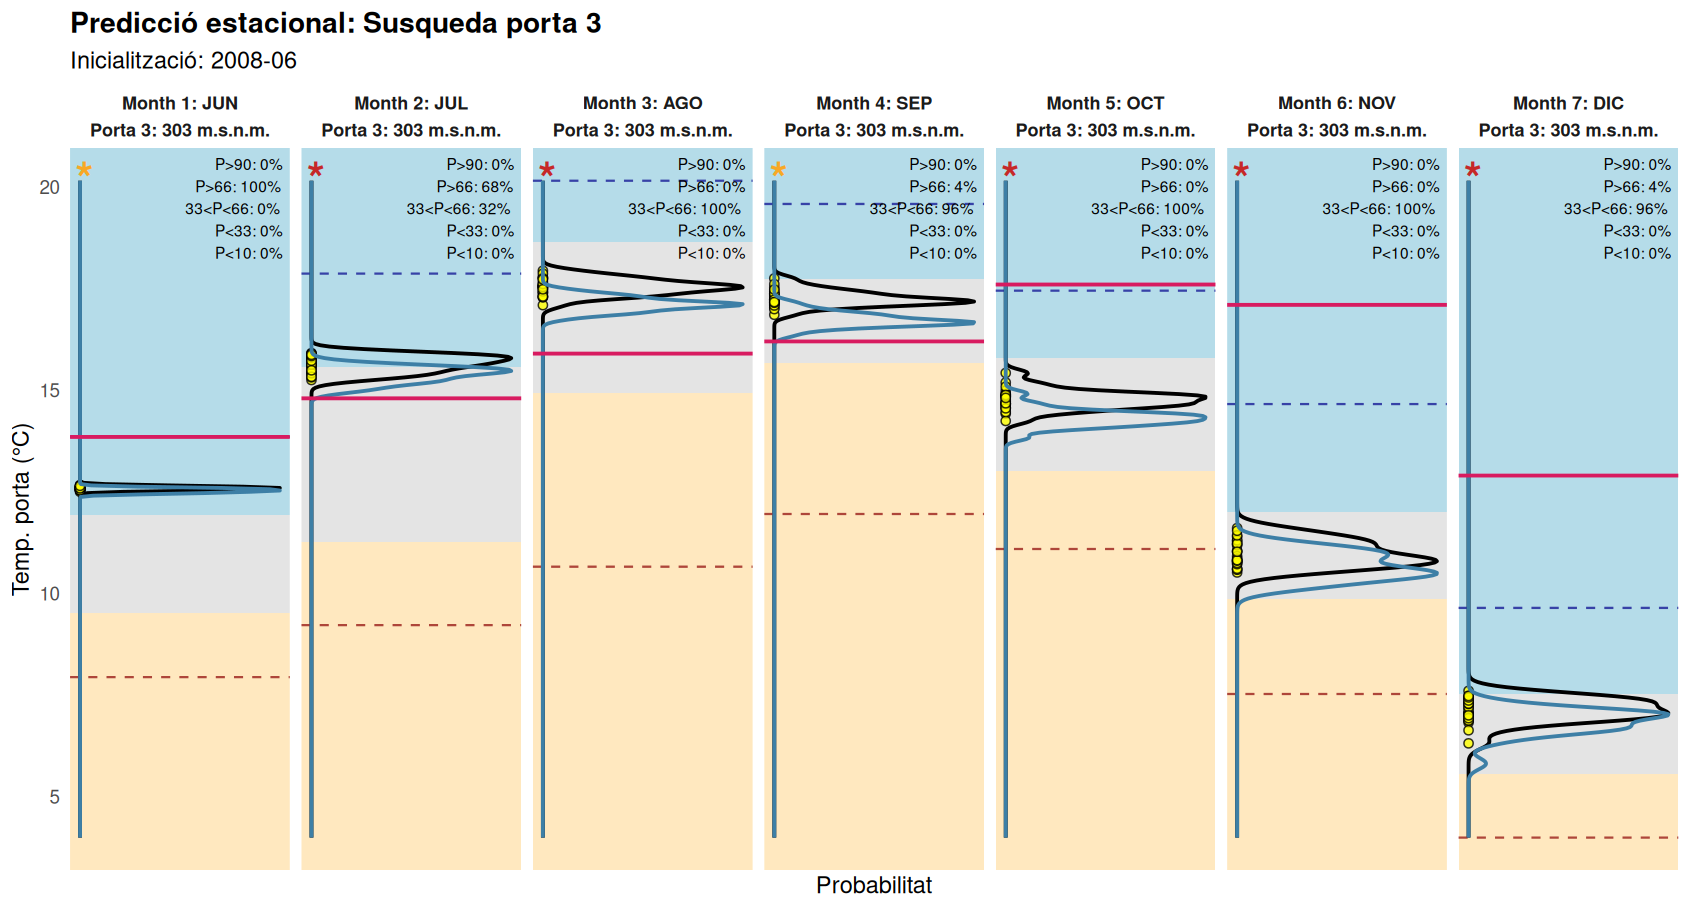 Predicció estacional: Susqueda porta 3
Inicialització: 2008-06
Month 1: JUN
Porta 3: 303 m.s.n.m.
Month 2: JUL
Porta 3: 303 m.s.n.m.
Month 3: AGO
Porta 3: 303 m.s.n.m.
Month 4: SEP
Porta 3: 303 m.s.n.m.
Month 5: OCT
Porta 3: 303 m.s.n.m.
Month 6: NOV
Porta 3: 303 m.s.n.m.
Month 7: DIC
Porta 3: 303 m.s.n.m.
*
P>90: 0%
P>66: 100%
33<P<66: 0%
P<33: 0%
P<10: 0%
*
P>90: 0%
P>66: 68%
33<P<66: 32%
P<33: 0%
P<10: 0%
*
P>90: 0%
P>66: 0%
33<P<66: 100%
P<33: 0%
P<10: 0%
*
P>90: 0%
P>66: 4%
33<P<66: 96%
P<33: 0%
P<10: 0%
*
P>90: 0%
P>66: 0%
33<P<66: 100%
P<33: 0%
P<10: 0%
*
P>90: 0%
P>66: 0%
33<P<66: 100%
P<33: 0%
P<10: 0%
*
P>90: 0%
P>66: 4%
33<P<66: 96%
P<33: 0%
P<10: 0%
20
15
10
5
Temp. porta (°C)
Probabilitat